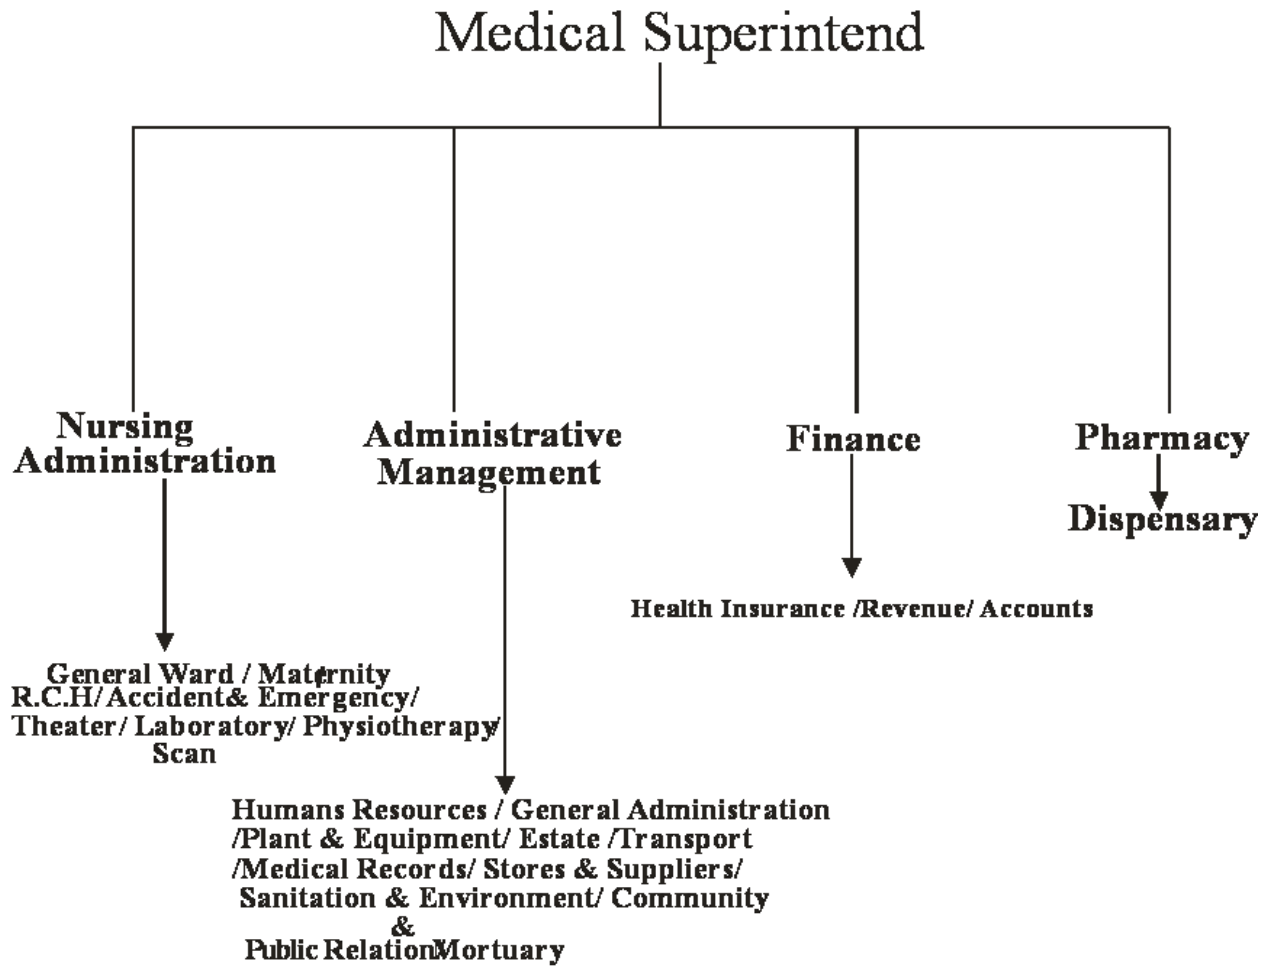 Medical Superintend
Nursing
Administration
Administrative
Management
Finance
Pharmacy
Dispensary
Health Insurance /Revenue/ Accounts
General Ward / Maternity
R.C.H/ Accident& Emergency/
Theater/ Laboratory/ Physiotherapy/
Scan
Humans Resources / General Administration
/Plant & Equipment/ Estate /Transport
/Medical Records/ Stores & Suppliers/
Sanitation & Environment/ Community
&
Public Relation/Mortuary